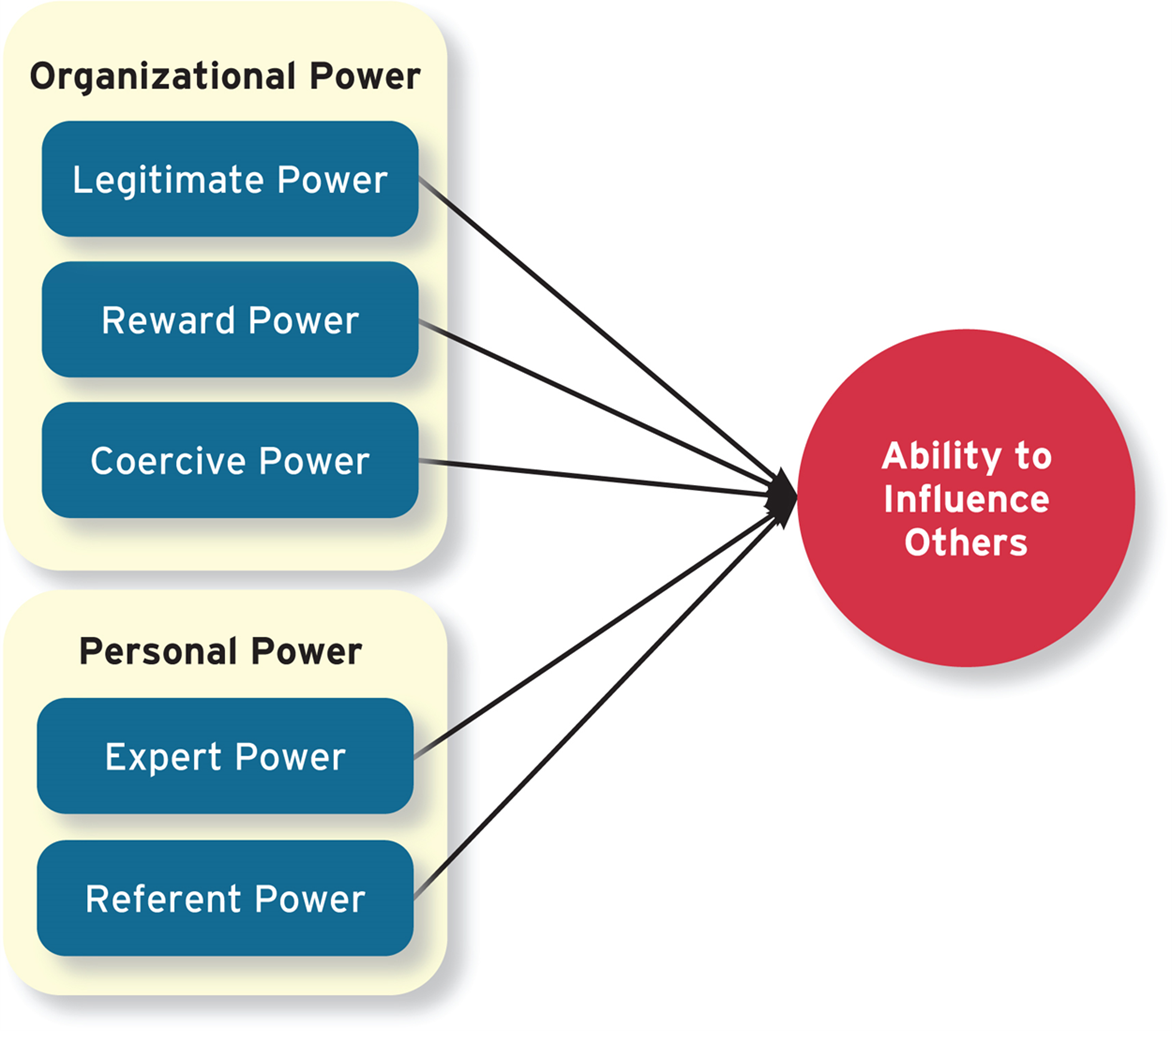 Organizational Power
Legitimate Power
Reward Power
Coercive Power
Personal Power
Expert Power
Referent Power
Ability to
Influence
Others